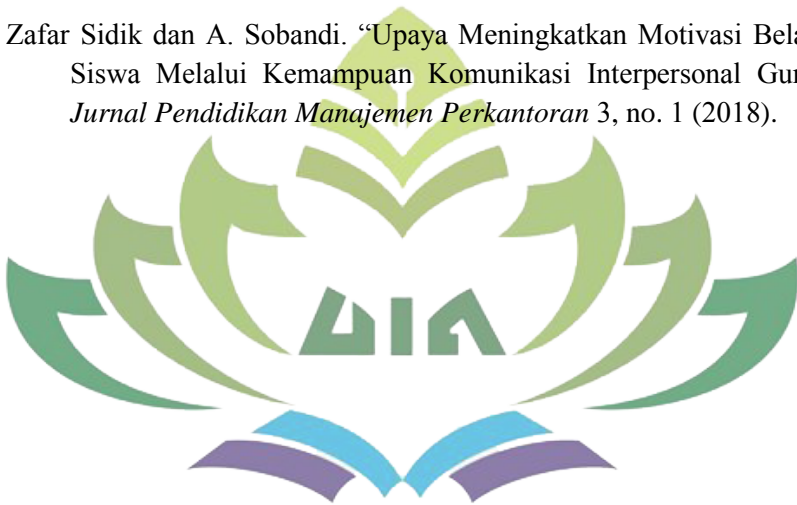 Zafar Sidik dan A. Sobandi. “Upaya Meningkatkan Motivasi
Siswa Melalui Kemampuan Komunikasi Interpersonal
Jurnal Pendidikan Manajemen Perkantoran 3, no. 1 (2018).
UIN